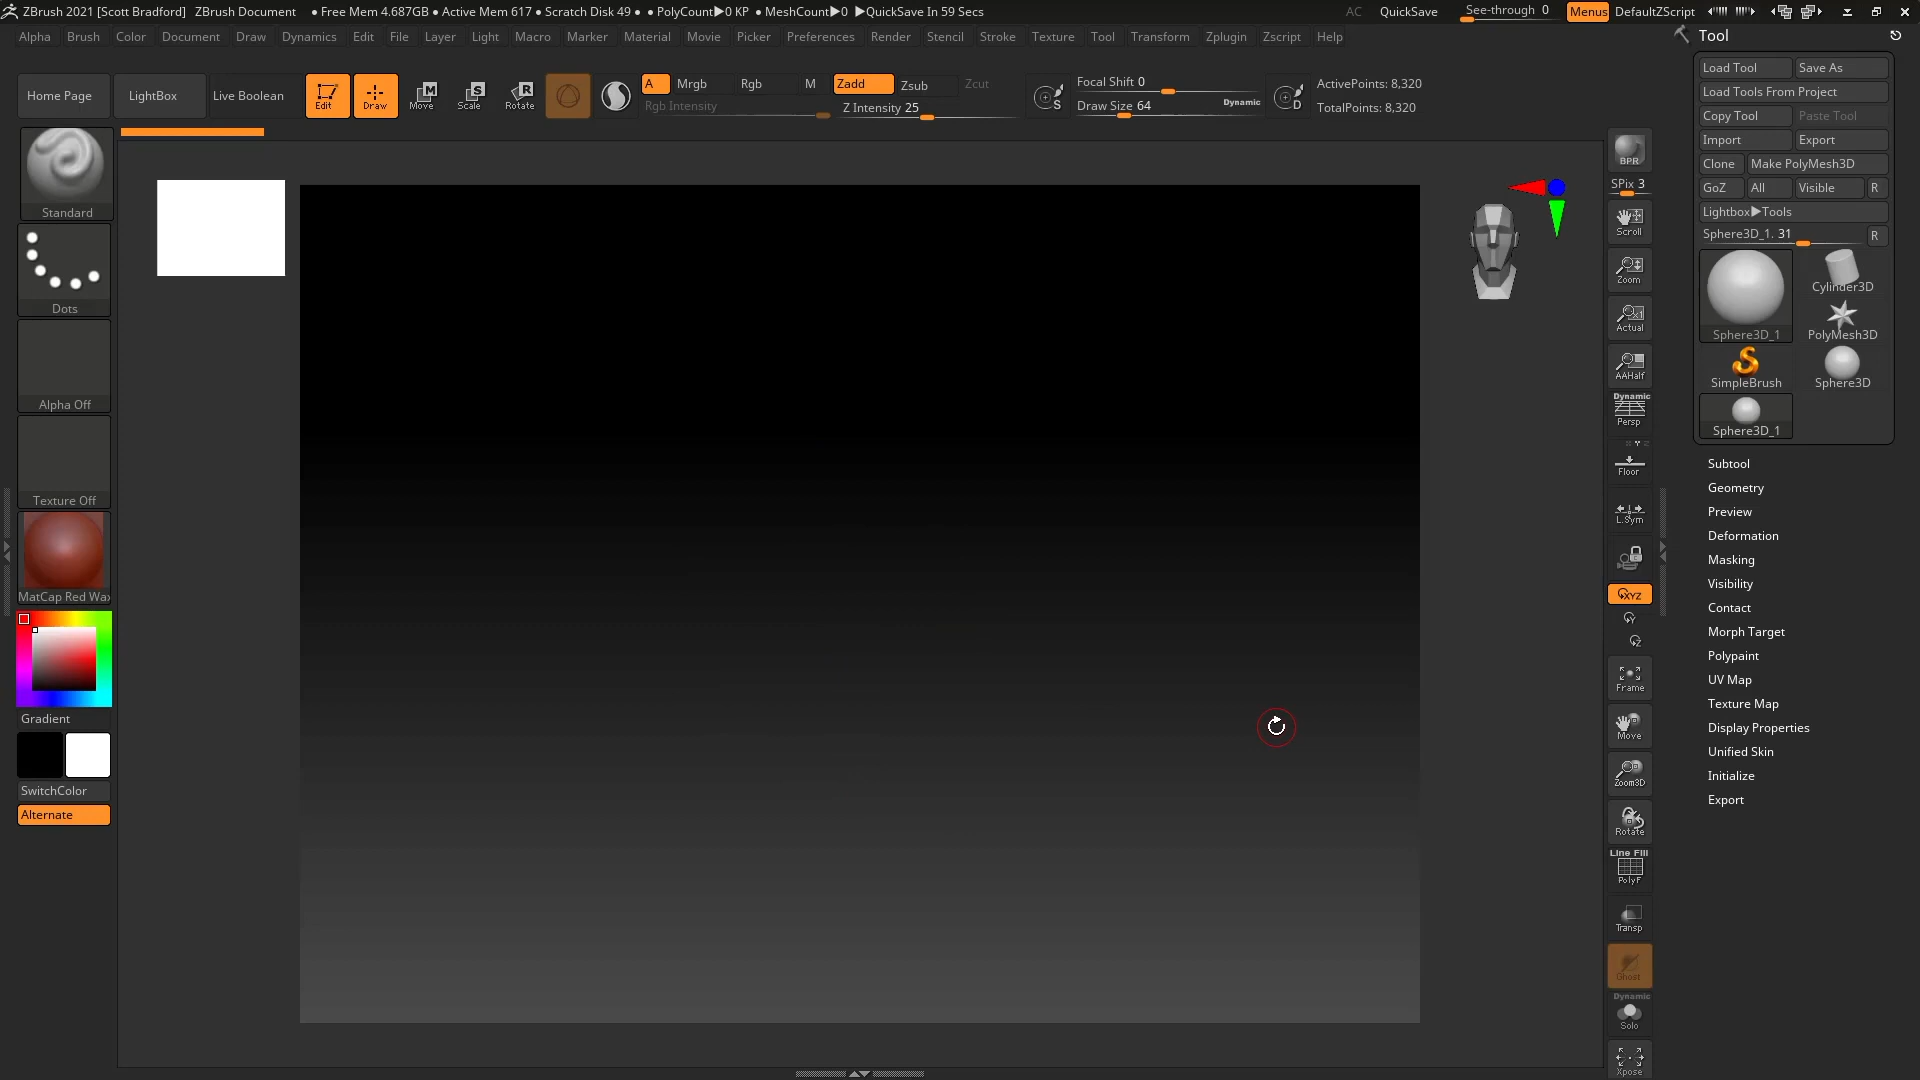 ZBrush 2021 [Scott Bradford] ZBrush Document • Free Mem 4.687GB • Active Mem 617 • Scratch Disk 49 • • PolyCount▶0 KP • MeshCount▶0 ▶QuickSave In 59 Secs AC QuickSave See-through 0 Menus DefaultZScript
Alpha Brush Color Document Draw Dynamics Edit File Layer Light Macro Marker Material Movie Picker Preferences Render Stencil Stroke Texture Tool Transform Zplugin Zscript Help
Home Page LightBox Live Boolean Edit Draw Move Scale Rotate
A Mrgb Rgb M Zadd Zsub Zcut
Rgb Intensity Z Intensity 25
S
Focal Shift 0
Draw Size 64 Dynamic
D
ActivePoints: 8,320
TotalPoints: 8,320
Standard
Dots
Alpha Off
Texture Off
MatCap Red Wax
Gradient
SwitchColor
Alternate
BPR
SPix 3
Scroll
Zoom
Actual
AAHalf
Dynamic
Persp
Floor
L.Sym
XYZ
Y
Z
Frame
Move
Zoom3D
Rotate
Line Fill
PolyF
Transp
Ghost
Dynamic
Solo
Xpose
Tool
Load Tool Save As
Load Tools From Project
Copy Tool Paste Tool
Import Export
Clone Make PolyMesh3D
GoZ All Visible R
Lightbox▶Tools
Sphere3D_1. 31 R
Sphere3D_1 Cylinder3D
PolyMesh3D
SimpleBrush Sphere3D
Sphere3D_1
Subtool
Geometry
Preview
Deformation
Masking
Visibility
Contact
Morph Target
Polypaint
UV Map
Texture Map
Display Properties
Unified Skin
Initialize
Export